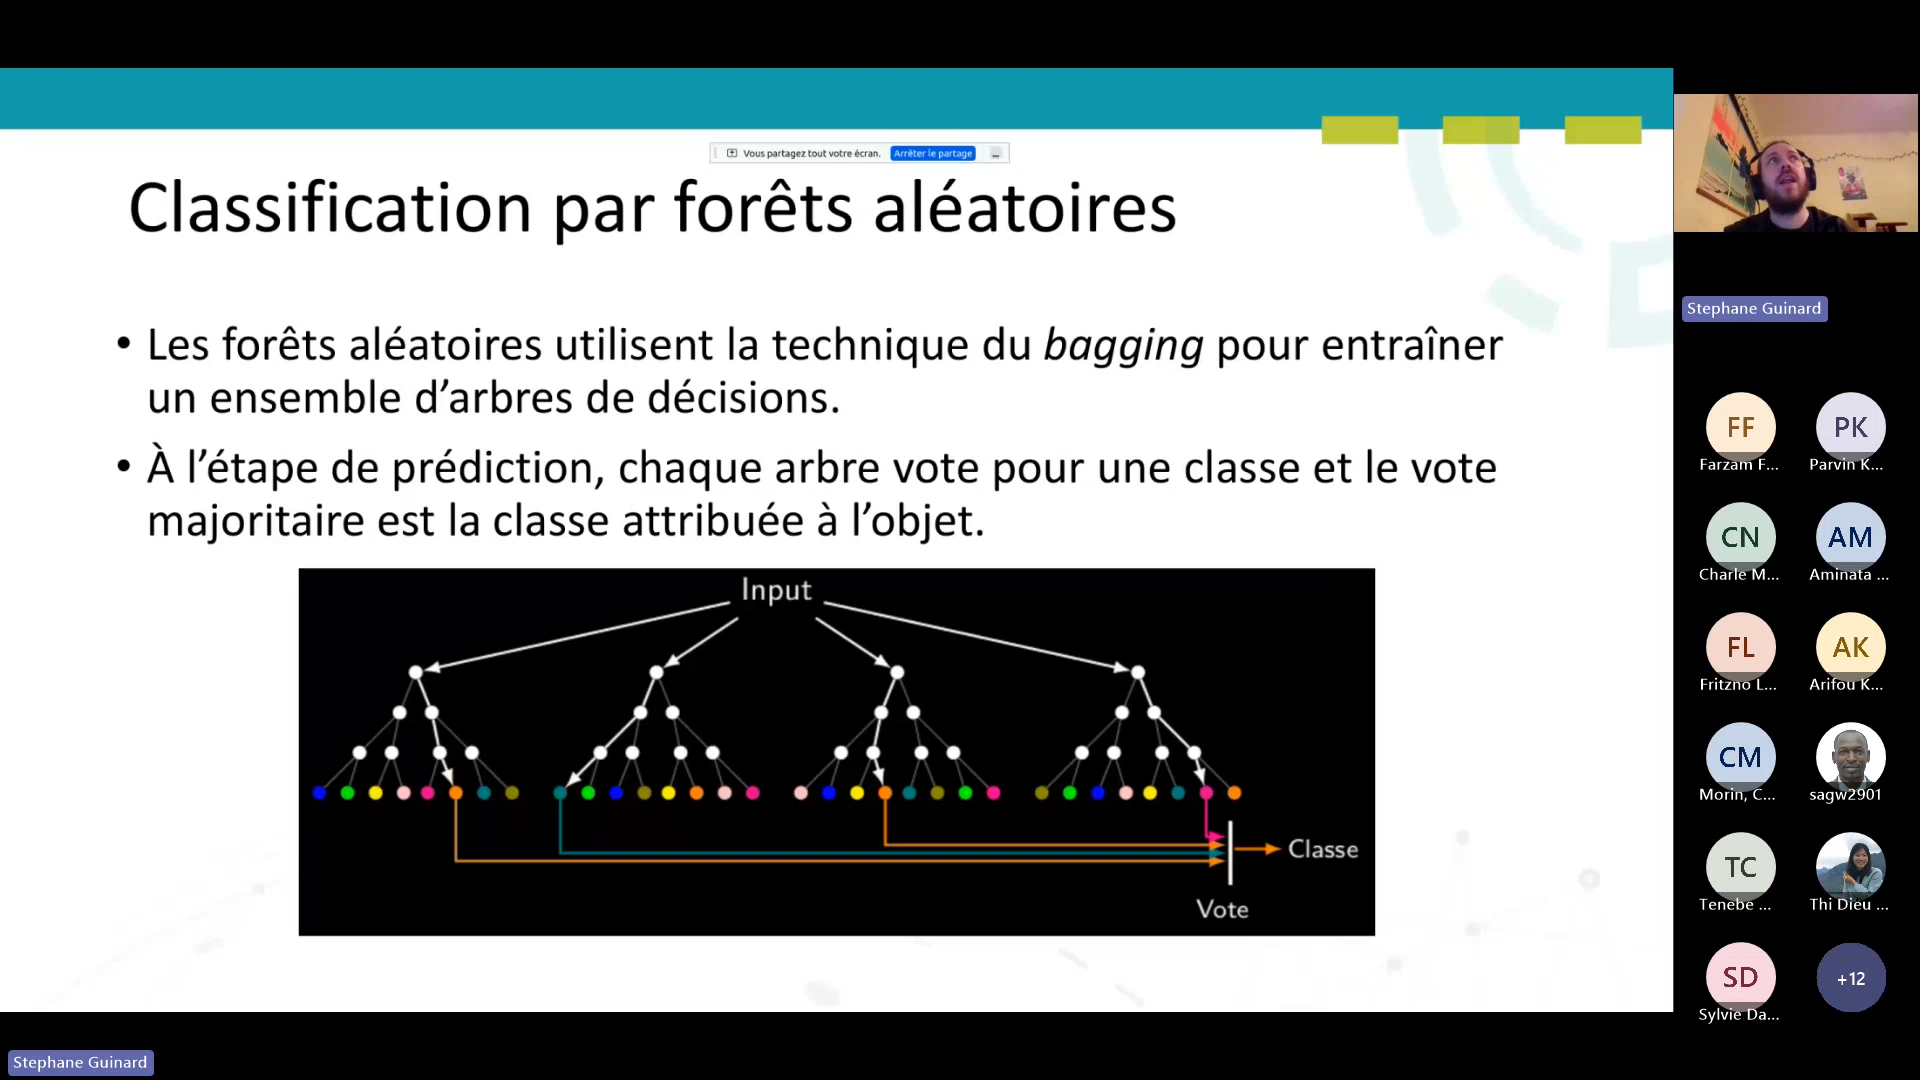 Vous partagez tout votre écran. Arrêter le partage
Classification par forêts aléatoires
• Les forêts aléatoires utilisent la technique du bagging pour entraîner
un ensemble d’arbres de décisions.
• À l’étape de prédiction, chaque arbre vote pour une classe et le vote
majoritaire est la classe attribuée à l’objet.
Input
Classe
Vote
Stephane Guinard
FF
Farzam F...
PK
Parvin K...
CN
Charle M...
AM
Aminata ...
FL
Fritzno L...
AK
Arifou K...
CM
Morin, C...
sagw2901
TC
Tenebe ...
Thi Dieu ...
SD
Sylvie Da...
+12
Stephane Guinard